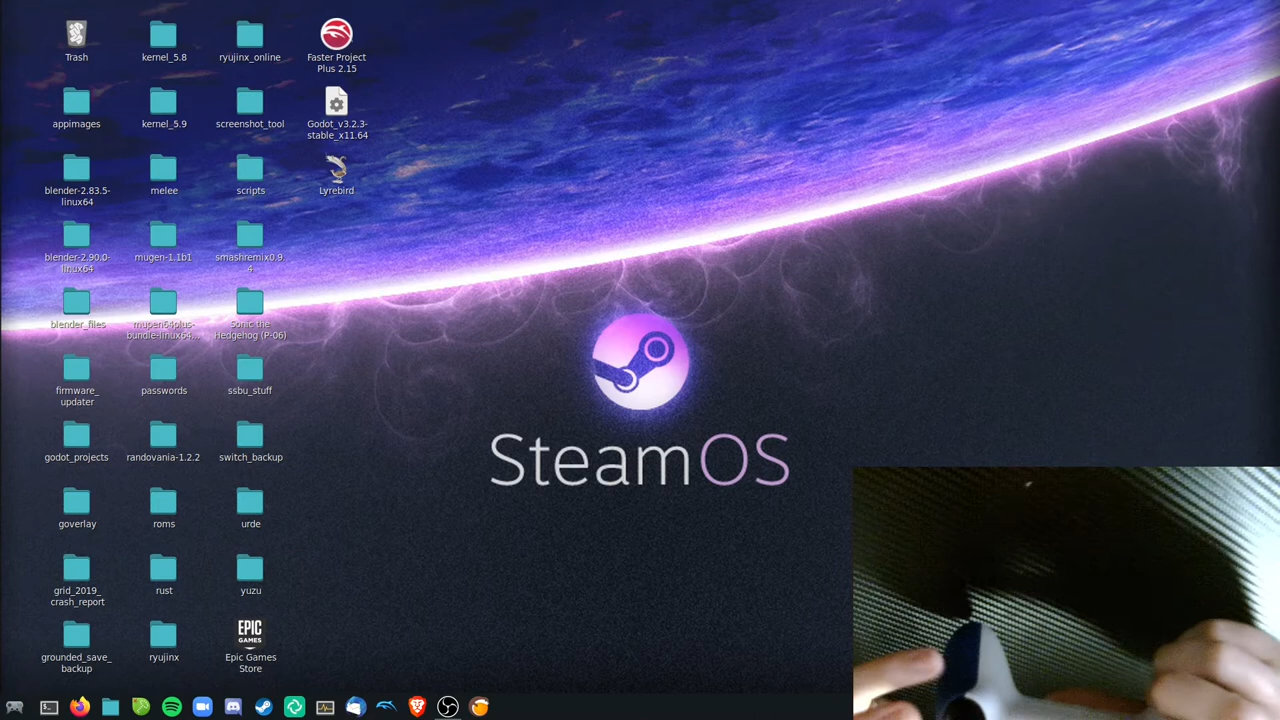 Trash
appimages
blender-2.83.5-
linux64
blender-2.90.0-
linux64
blender_files
firmware_
updater
godot_projects
goverlay
grid_2019_
crash_report
grounded_save_
backup
kernel_5.8
kernel_5.9
melee
mugen-1.1b1
mupen64plus-
bundle-linux64...
passwords
randovania-1.2.2
roms
rust
ryujinx
ryujinx_online
screenshot_tool
scripts
smashremix0.9.
4
Sonic the
Hedgehog (P-06)
ssbu_stuff
switch_backup
urde
yuzu
EPIC
GAMES
Epic Games
Store
Faster Project
Plus 2.15
Godot_v3.2.3-
stable_x11.64
Lyrebird
SteamOS